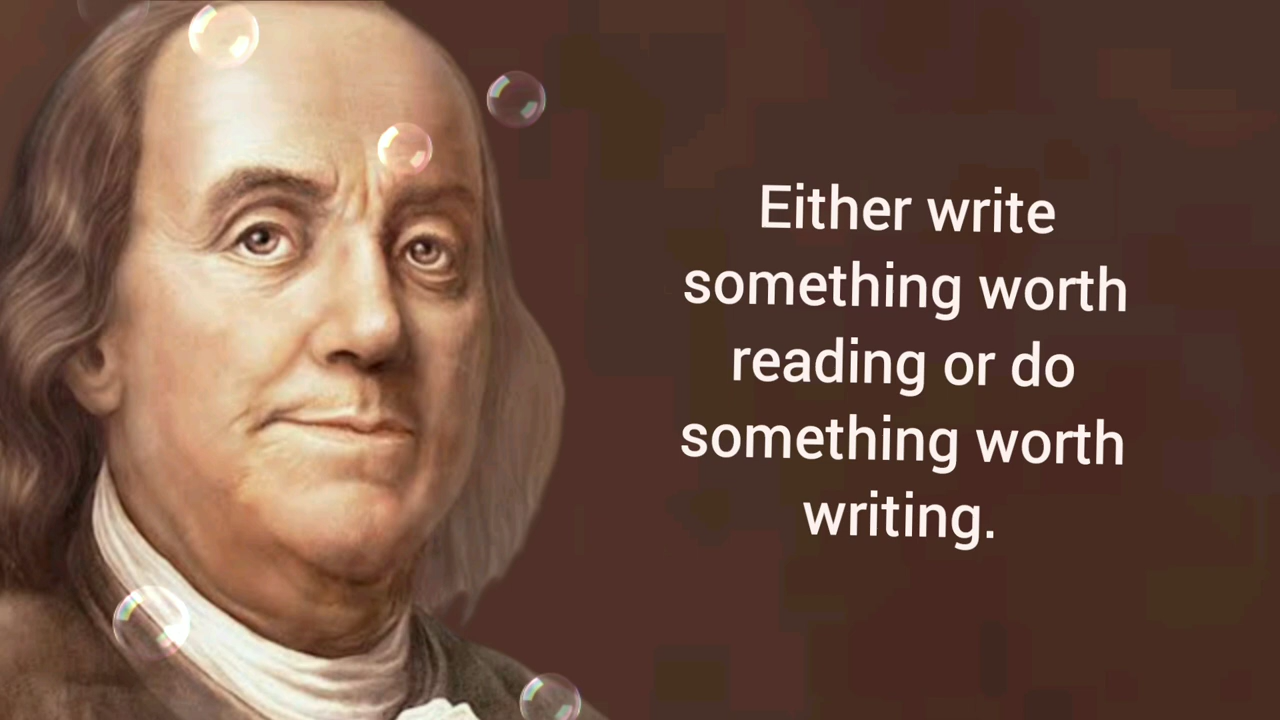 Either write
something worth
reading or do
something worth
writing.